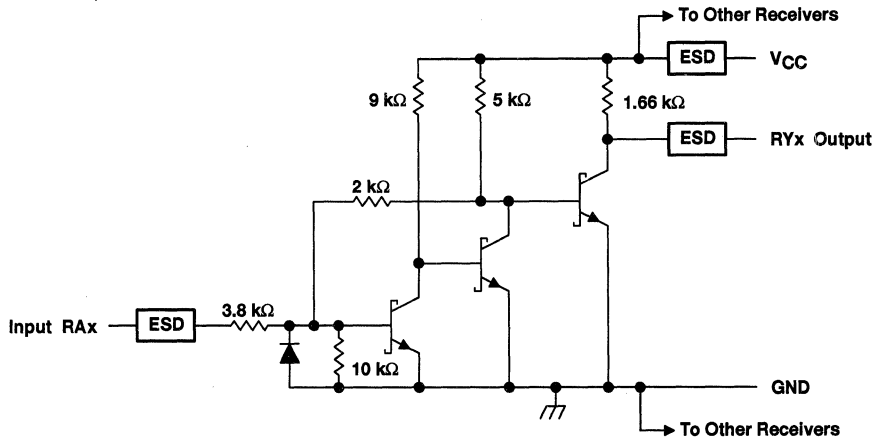 To Other Receivers
ESD
VCC
9 kΩ
5 kΩ
1.66 kΩ
ESD
RYx Output
2 kΩ
Input RAx
ESD
3.8 kΩ
10 kΩ
GND
To Other Receivers